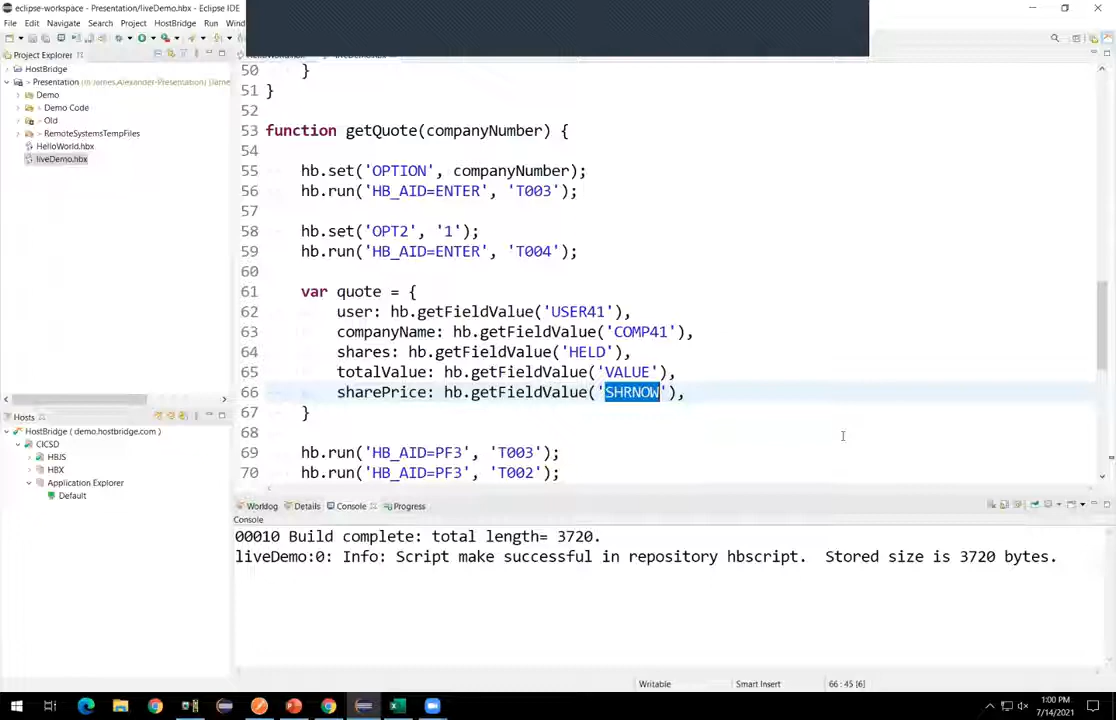 eclipse-workspace - Presentation/liveDemo.hbx - Eclipse IDE
File Edit Navigate Search Project HostBridge Run Wind
Project Explorer
HostBridge
> Presentation
Demo
> Demo Code
> Old
> RemoteSystemsTempFiles
HelloWorld.hbx
liveDemo.hbx
Hosts
HostBridge ( demo.hostbridge.com )
CICSD
HBJS
HBX
Application Explorer
Default
50 }
51 }
52
53 function getQuote(companyNumber) {
54
55 hb.set('OPTION', companyNumber);
56 hb.run('HB_AID=ENTER', 'T003');
57
58 hb.set('OPT2', '1');
59 hb.run('HB_AID=ENTER', 'T004');
60
61 var quote = {
62 user: hb.getFieldValue('USER41'),
63 companyName: hb.getFieldValue('COMP41'),
64 shares: hb.getFieldValue('HELD'),
65 totalValue: hb.getFieldValue('VALUE'),
66 sharePrice: hb.getFieldValue('SHRNOW'),
67 }
68
69 hb.run('HB_AID=PF3', 'T003');
70 hb.run('HB_AID=PF3', 'T002');
Worklog Details Console Progress
Console
00010 Build complete: total length= 3720.
liveDemo:0: Info: Script make successful in repository hbscript.  Stored size is 3720 bytes.
Writable Smart Insert 66 : 45 [6]
1:00 PM
7/14/2021